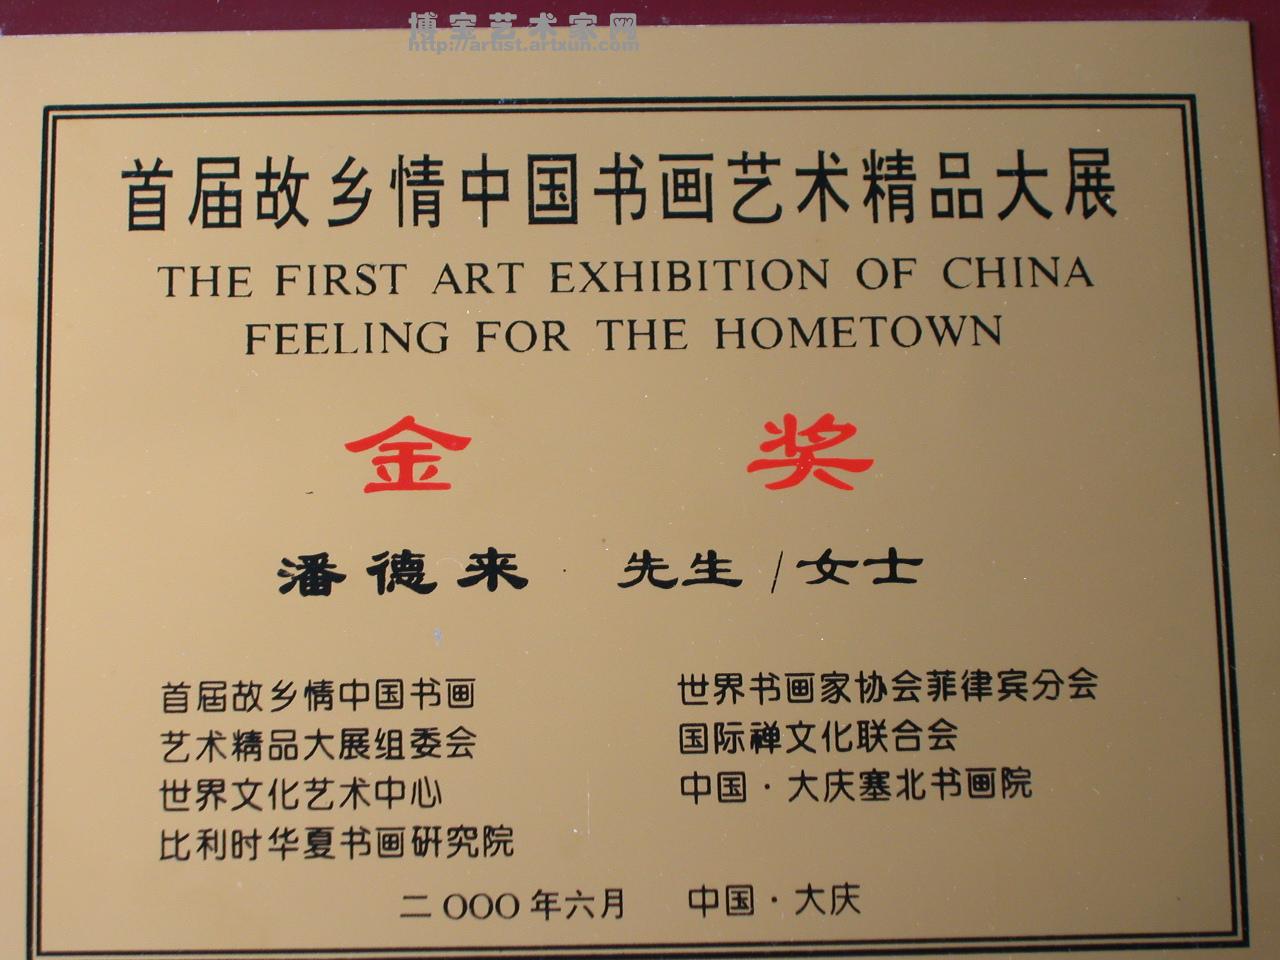 博宝艺术家网
http://artist.artxun.com
首届故乡情中国书画艺术精品大展
THE FIRST ART EXHIBITION OF CHINA
FEELING FOR THE HOMETOWN
金 奖
潘德来 先生/女士
首届故乡情中国书画
艺术精品大展组委会
世界文化艺术中心
比利时华夏书画研究院
世界书画家协会菲律宾分会
国际禅文化联合会
中国·大庆塞北书画院
二OOO年六月 中国·大庆